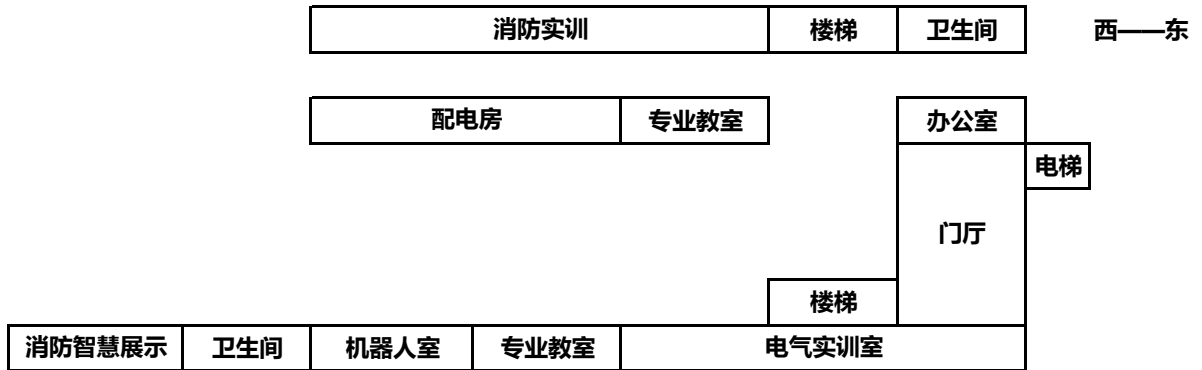 消防实训 楼梯 卫生间 西——东
配电房 专业教室 办公室
电梯
门厅
楼梯
消防智慧展示 卫生间 机器人室 专业教室 电气实训室